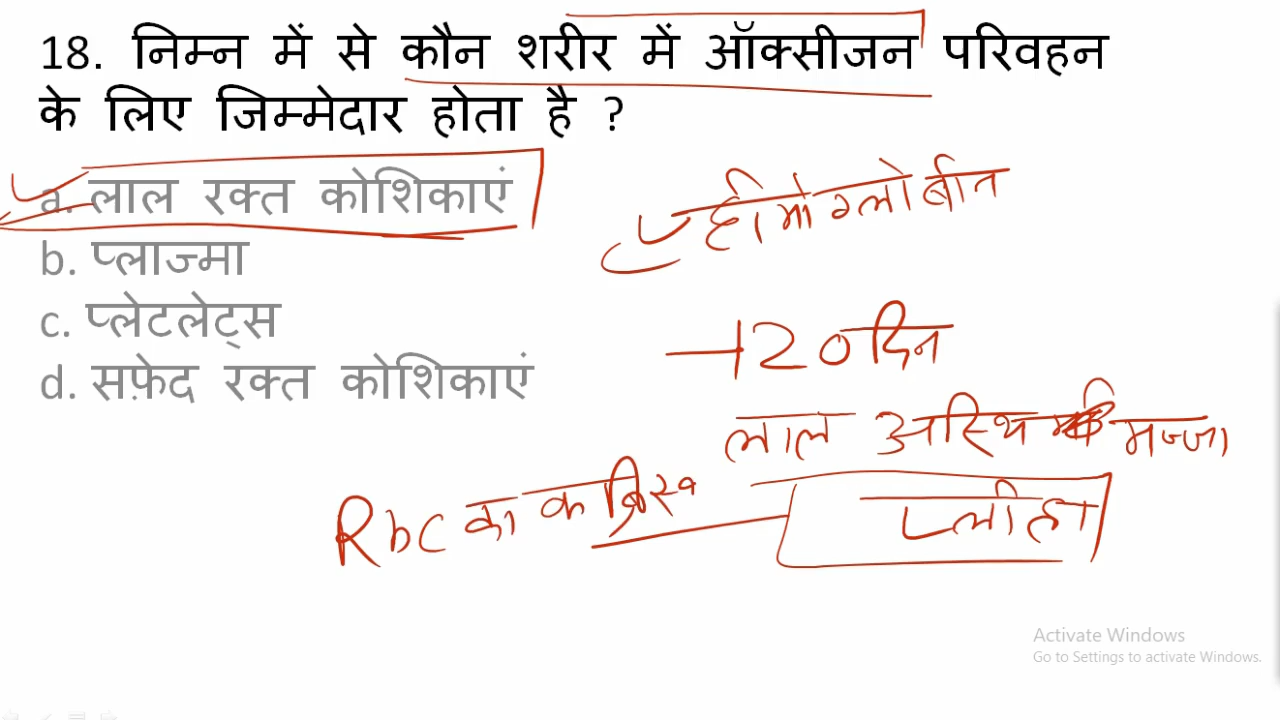 18. निम्न में से कौन शरीर में ऑक्सीजन परिवहन
के लिए जिम्मेदार होता है ?
a. लाल रक्त कोशिकाएं
b. प्लाज्मा
c. प्लेटलेट्स
d. सफ़ेद रक्त कोशिकाएं
हीमोग्लोबीन
120 दिन
लाल अस्थि मज्जा
Rbc का कब्रिस्
प्लीहा
Activate Windows
Go to Settings to activate Windows.